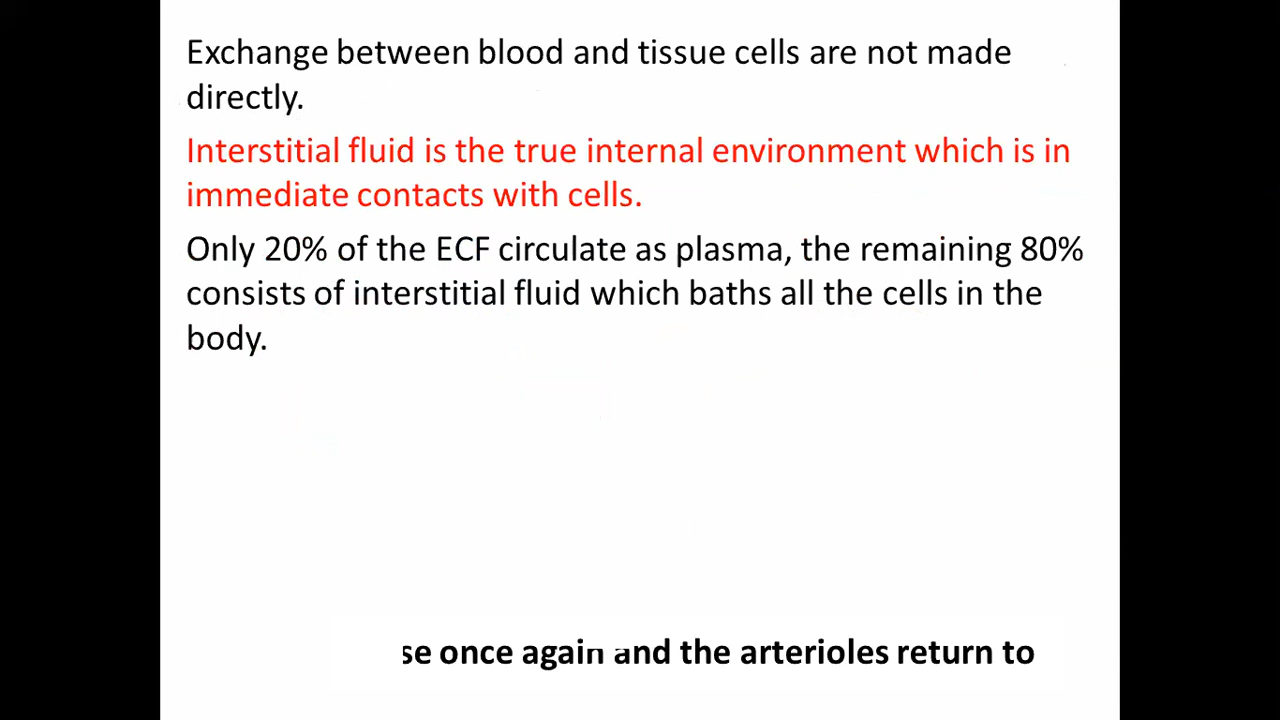 Exchange between blood and tissue cells are not made
directly.
Interstitial fluid is the true internal environment which is in
immediate contacts with cells.
Only 20% of the ECF circulate as plasma, the remaining 80%
consists of interstitial fluid which baths all the cells in the
body.
se once again and the arterioles return to